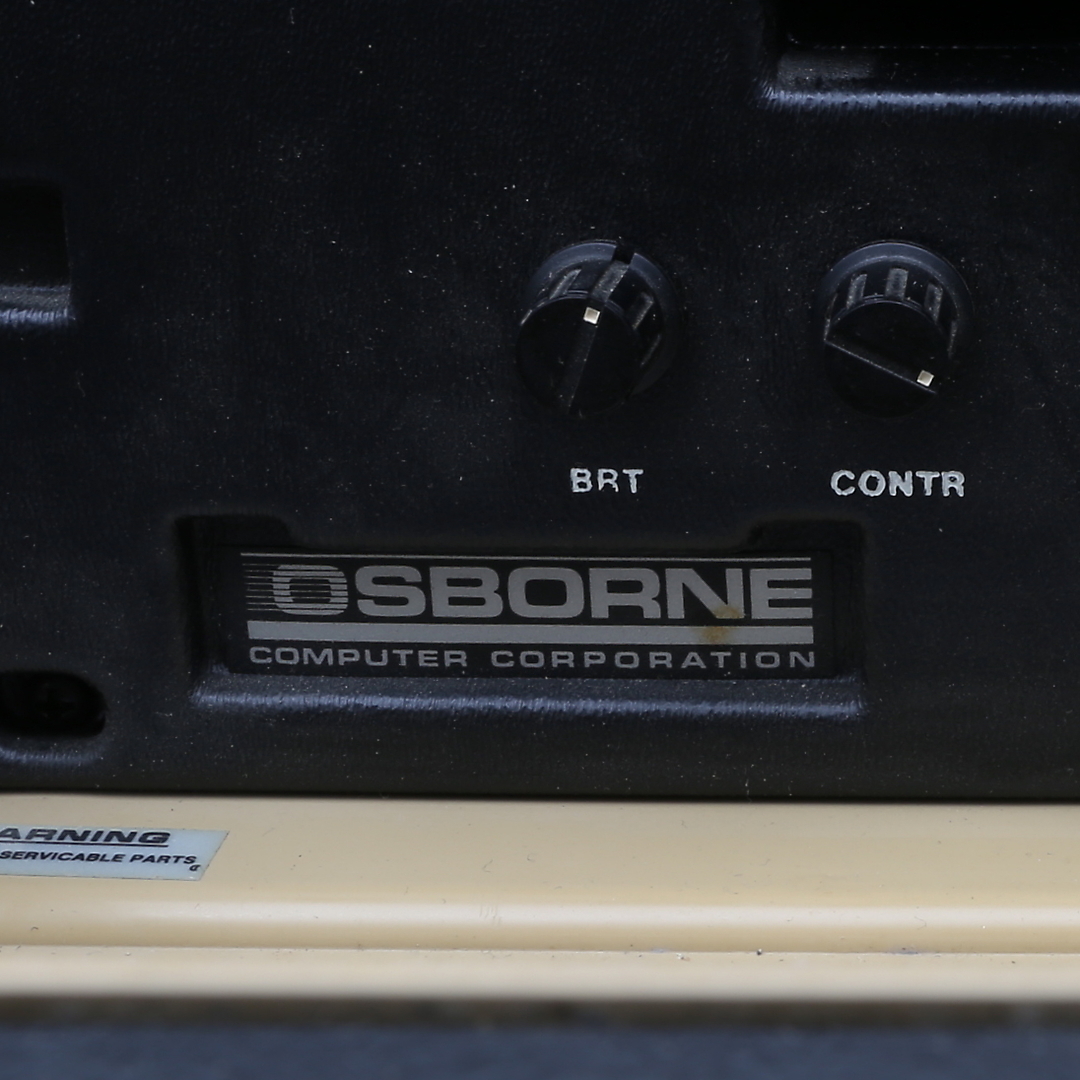 BRT CONTR
OSBORNE
COMPUTER CORPORATION
ARNING
SERVICABLE PARTS